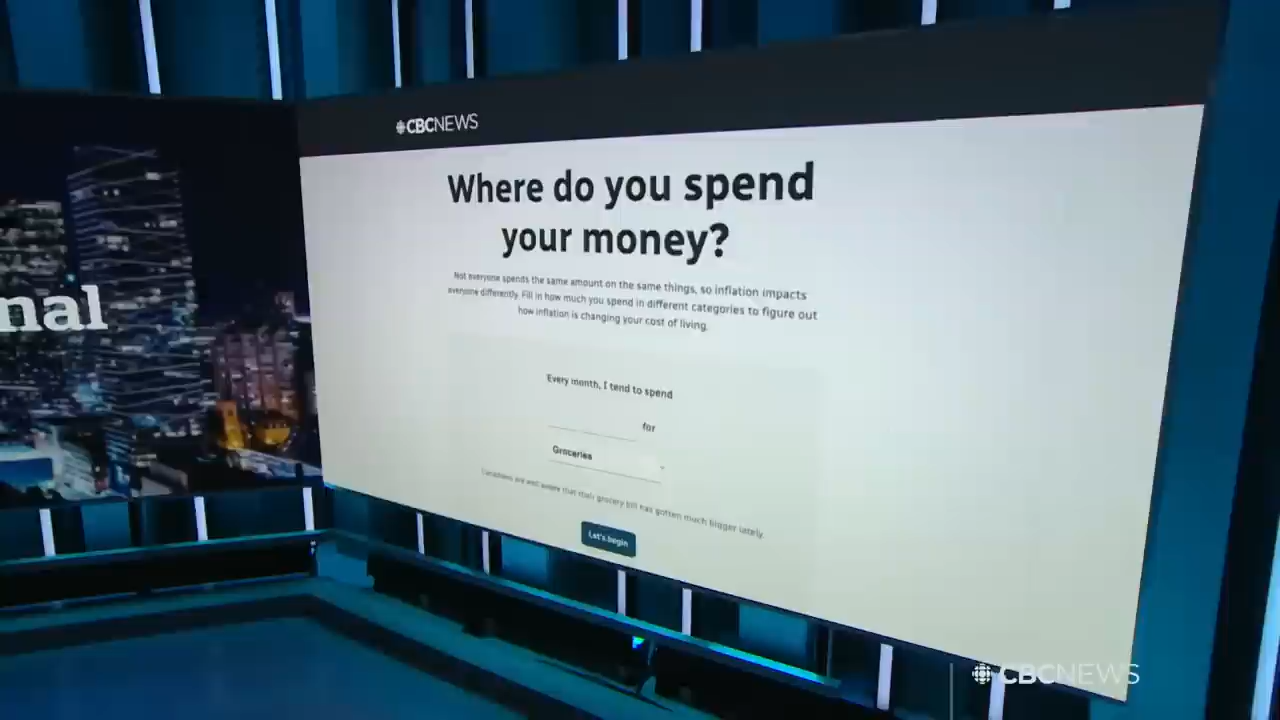 nal
CBCNEWS
Where do you spend
your money?
Not everyone spends the same amount on the same things, so inflation impacts
everyone differently. Fill in how much you spend in different categories to figure out
how inflation is changing your cost of living.
Every month, I tend to spend
for
Groceries
Canadians are well aware that their grocery bill has gotten much bigger lately.
Let's begin
CBCNEWS